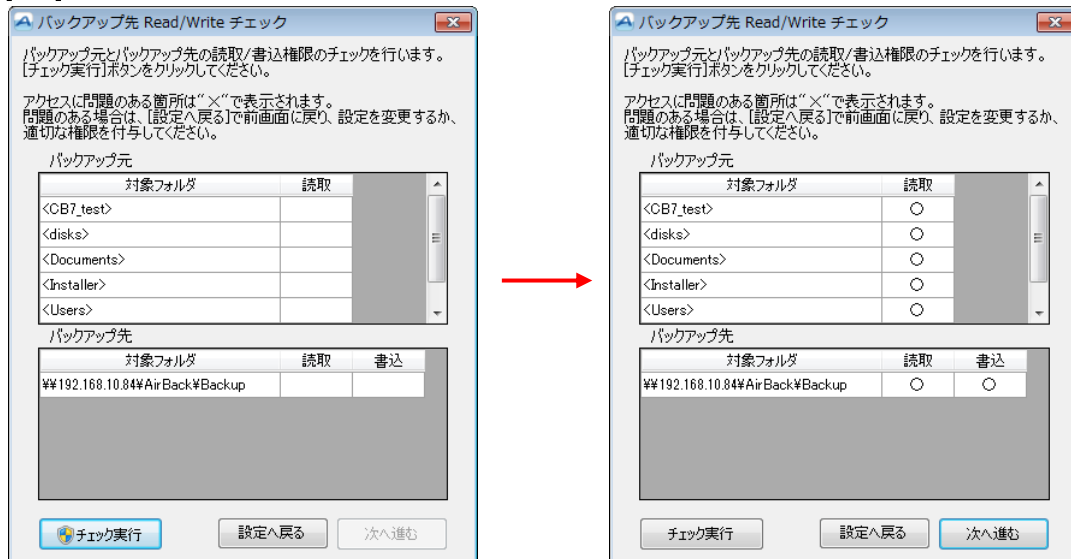 バックアップ先 Read/Write チェック
バックアップ元とバックアップ先の読取/書込権限のチェックを行います。
[チェック実行]ボタンをクリックしてください。
アクセスに問題のある箇所は"×"で表示されます。
問題のある場合は、[設定へ戻る]で前画面に戻り、設定を変更するか、
適切な権限を付与してください。
バックアップ元
対象フォルダ 読取
<CB7_test>
<disks>
<Documents>
<Installer>
<Users>
バックアップ先
対象フォルダ 読取 書込
¥¥192.168.10.84¥AirBack¥Backup
チェック実行 設定へ戻る 次へ進む
バックアップ先 Read/Write チェック
バックアップ元とバックアップ先の読取/書込権限のチェックを行います。
[チェック実行]ボタンをクリックしてください。
アクセスに問題のある箇所は"×"で表示されます。
問題のある場合は、[設定へ戻る]で前画面に戻り、設定を変更するか、
適切な権限を付与してください。
バックアップ元
対象フォルダ 読取
<CB7_test> ○
<disks> ○
<Documents> ○
<Installer> ○
<Users> ○
バックアップ先
対象フォルダ 読取 書込
¥¥192.168.10.84¥AirBack¥Backup ○ ○
チェック実行 設定へ戻る 次へ進む